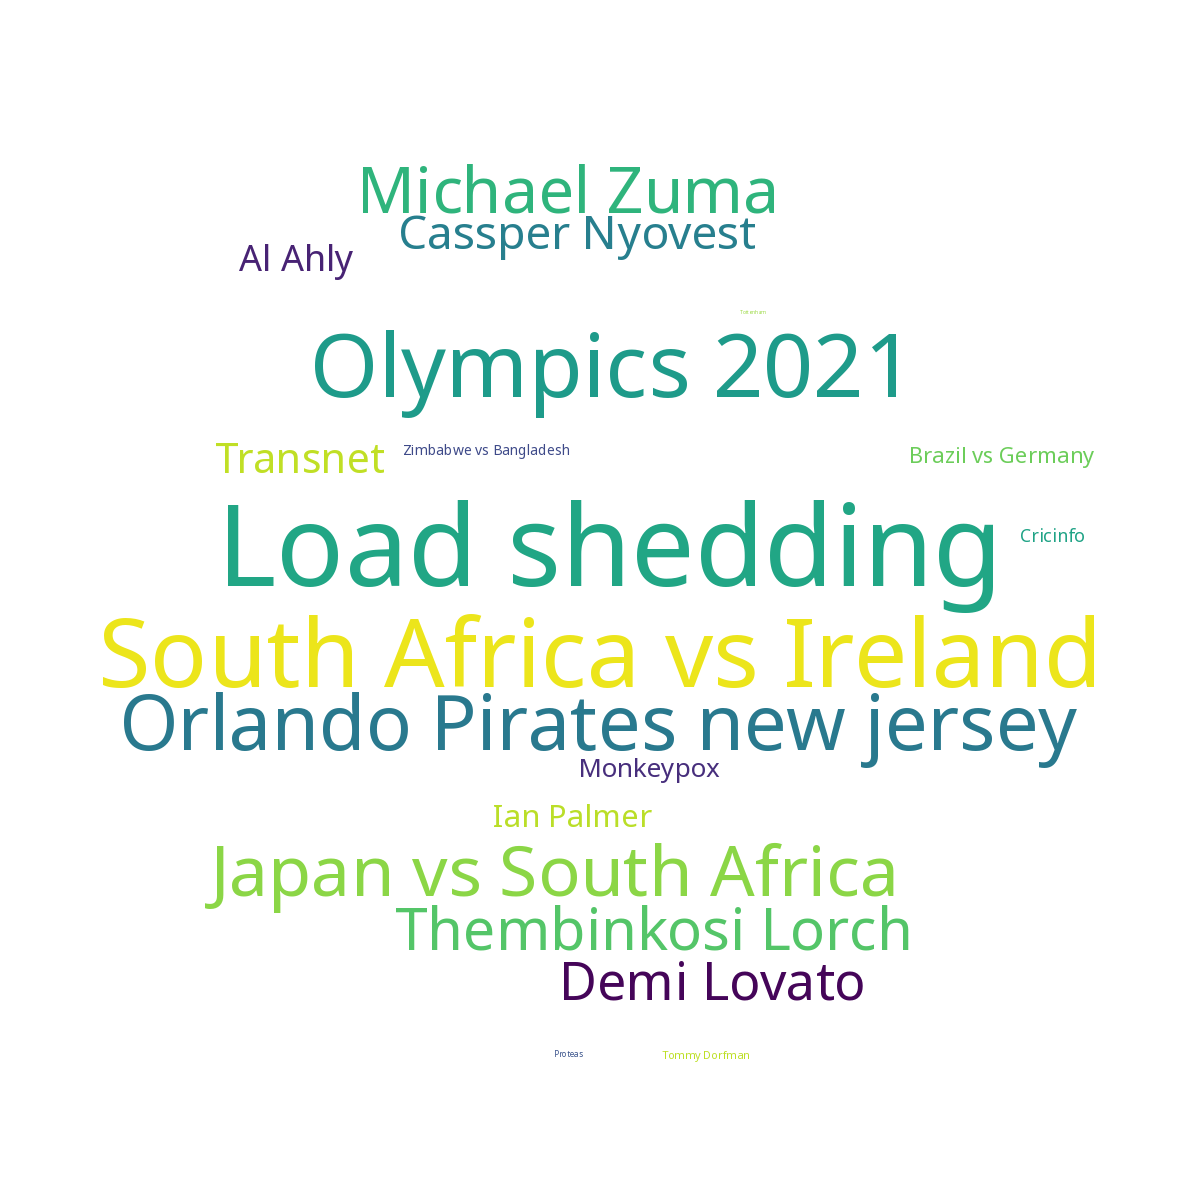 Michael Zuma
Cassper Nyovest
Al Ahly
Tottenham
Olympics 2021
Transnet
Zimbabwe vs Bangladesh
Brazil vs Germany
Load shedding
Cricinfo
South Africa vs Ireland
Orlando Pirates new jersey
Monkeypox
Ian Palmer
Japan vs South Africa
Thembinkosi Lorch
Demi Lovato
Proteas
Tommy Dorfman